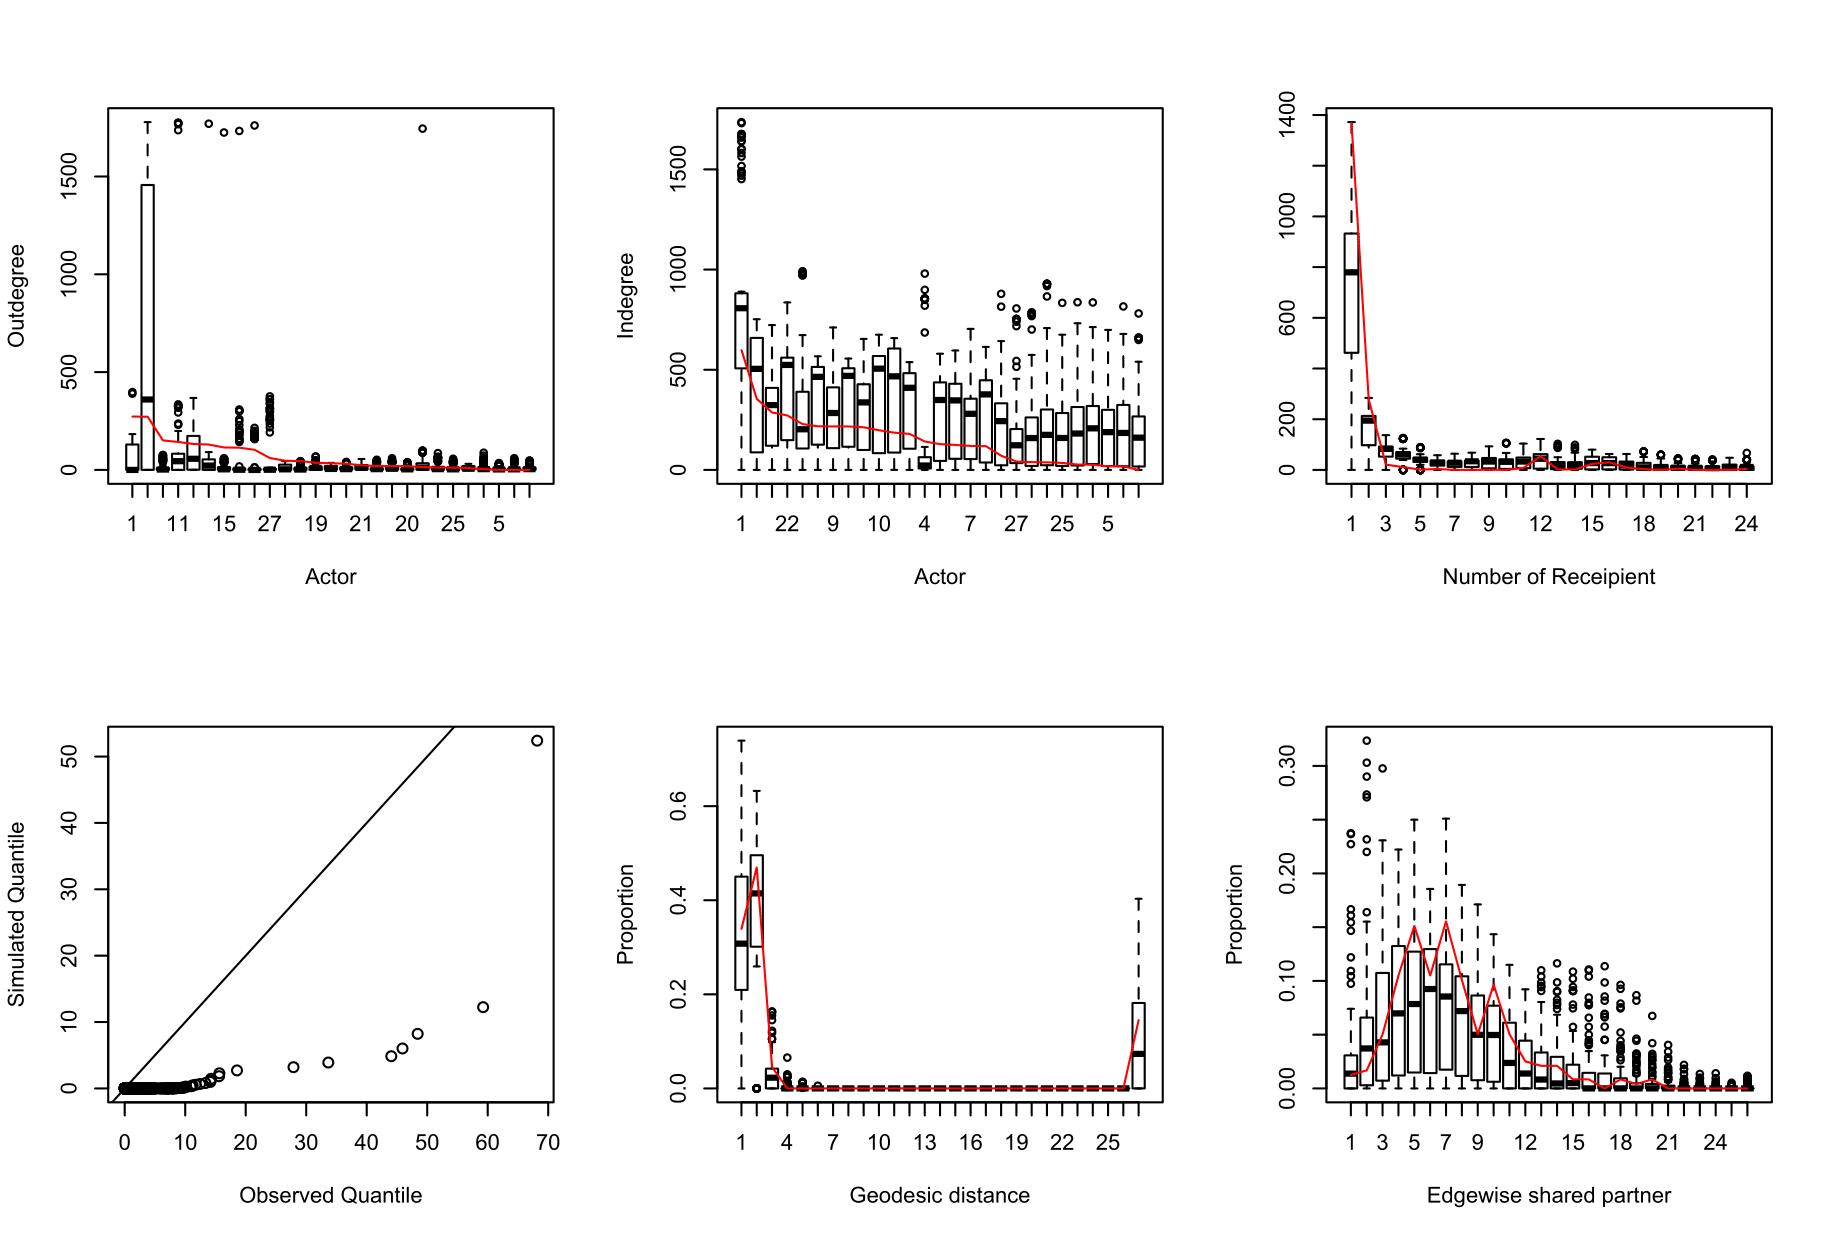 Outdegree
0 500 1000 1500
1 11 15 27 19 21 20 25 5
Actor
Indegree
0 500 1000 1500
1 22 9 10 4 7 27 25 5
Actor
0 200 600 1000 1400
1 3 5 7 9 12 15 18 21 24
Number of Receipient
Simulated Quantile
0 10 20 30 40 50
0 10 20 30 40 50 60 70
Observed Quantile
Proportion
0.0 0.2 0.4 0.6
1 4 7 10 13 16 19 22 25
Geodesic distance
Proportion
0.00 0.10 0.20 0.30
1 3 5 7 9 12 15 18 21 24
Edgewise shared partner